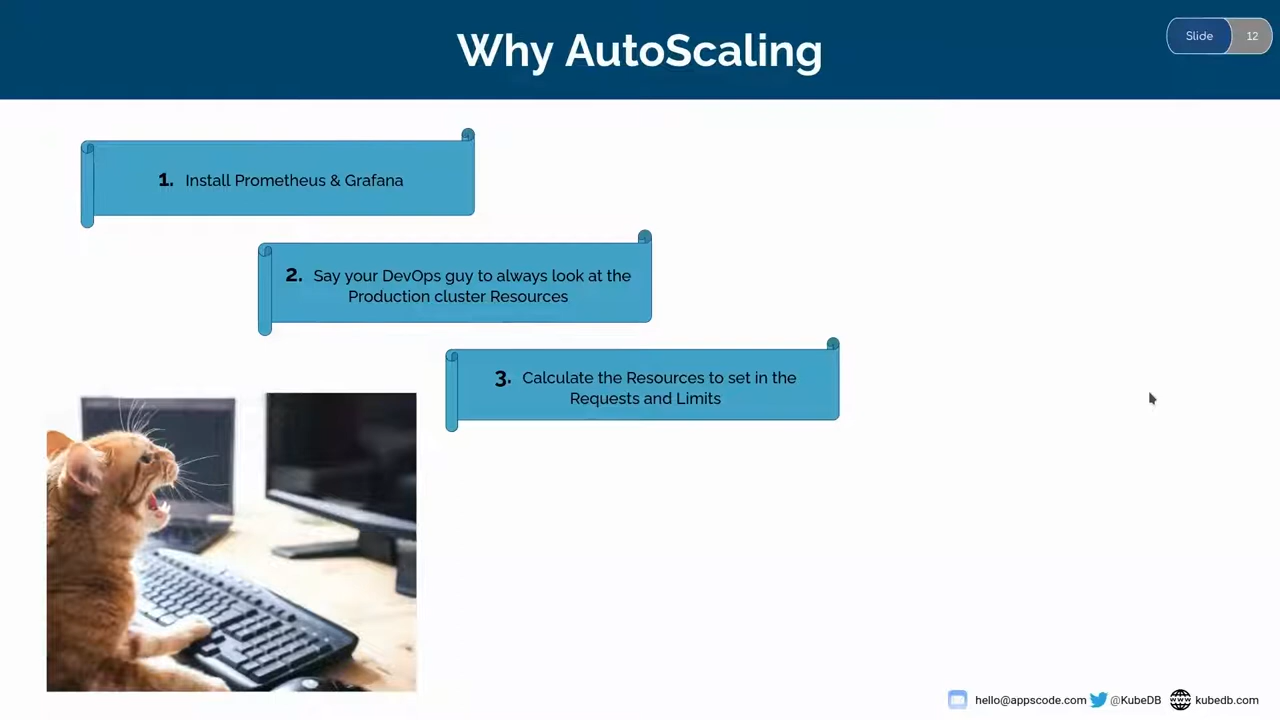 Why AutoScaling
Slide 12
1. Install Prometheus & Grafana
2. Say your DevOps guy to always look at the
Production cluster Resources
3. Calculate the Resources to set in the
Requests and Limits
hello@appscode.com @KubeDB kubedb.com